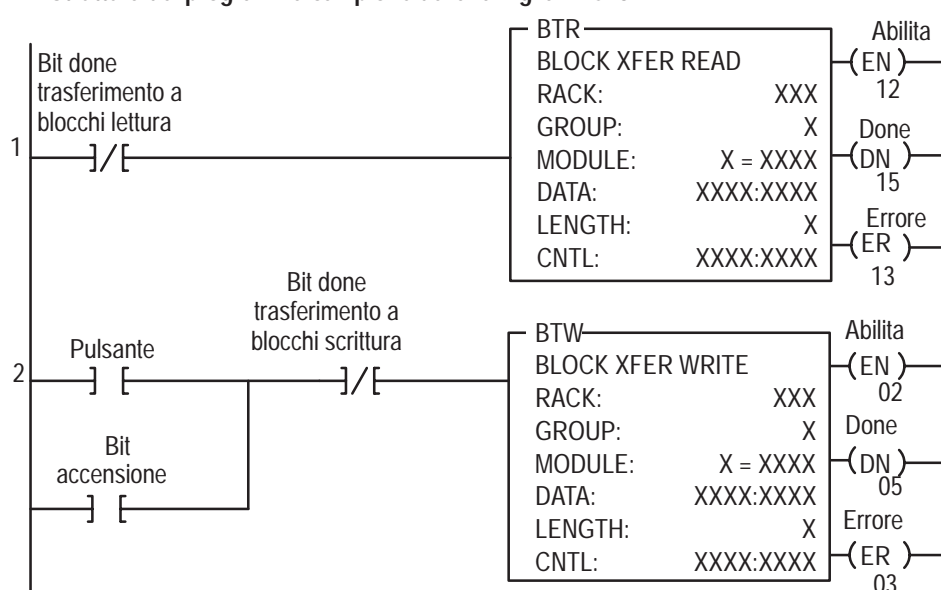 BTR
Abilita
Bit done
trasferimento a
blocchi lettura
BLOCK XFER READ
(EN)
12
RACK: XXX
GROUP: X
Done
1
MODULE: X = XXXX
(DN)
15
DATA: XXXX:XXXX
LENGTH: X
Errore
(ER)
CNTL: XXXX:XXXX
13
Bit done
trasferimento a
blocchi scrittura
BTW
Abilita
Pulsante
BLOCK XFER WRITE
(EN)
02
2
RACK: XXX
GROUP: X
Done
Bit
accensione
MODULE: X = XXXX
(DN)
05
DATA: XXXX:XXXX
LENGTH: X
Errore
CNTL: XXXX:XXXX
(ER)
03